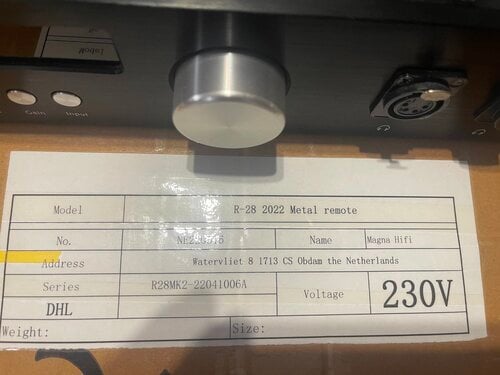 Gain Input
Model R-28 2022 Metal remote
No. Name Magna Hifi
Address Watervliet 8 1713 CS Obdam the Netherlands
Series R28MK2-22041006A Voltage 230V
DHL
Weight: Size: